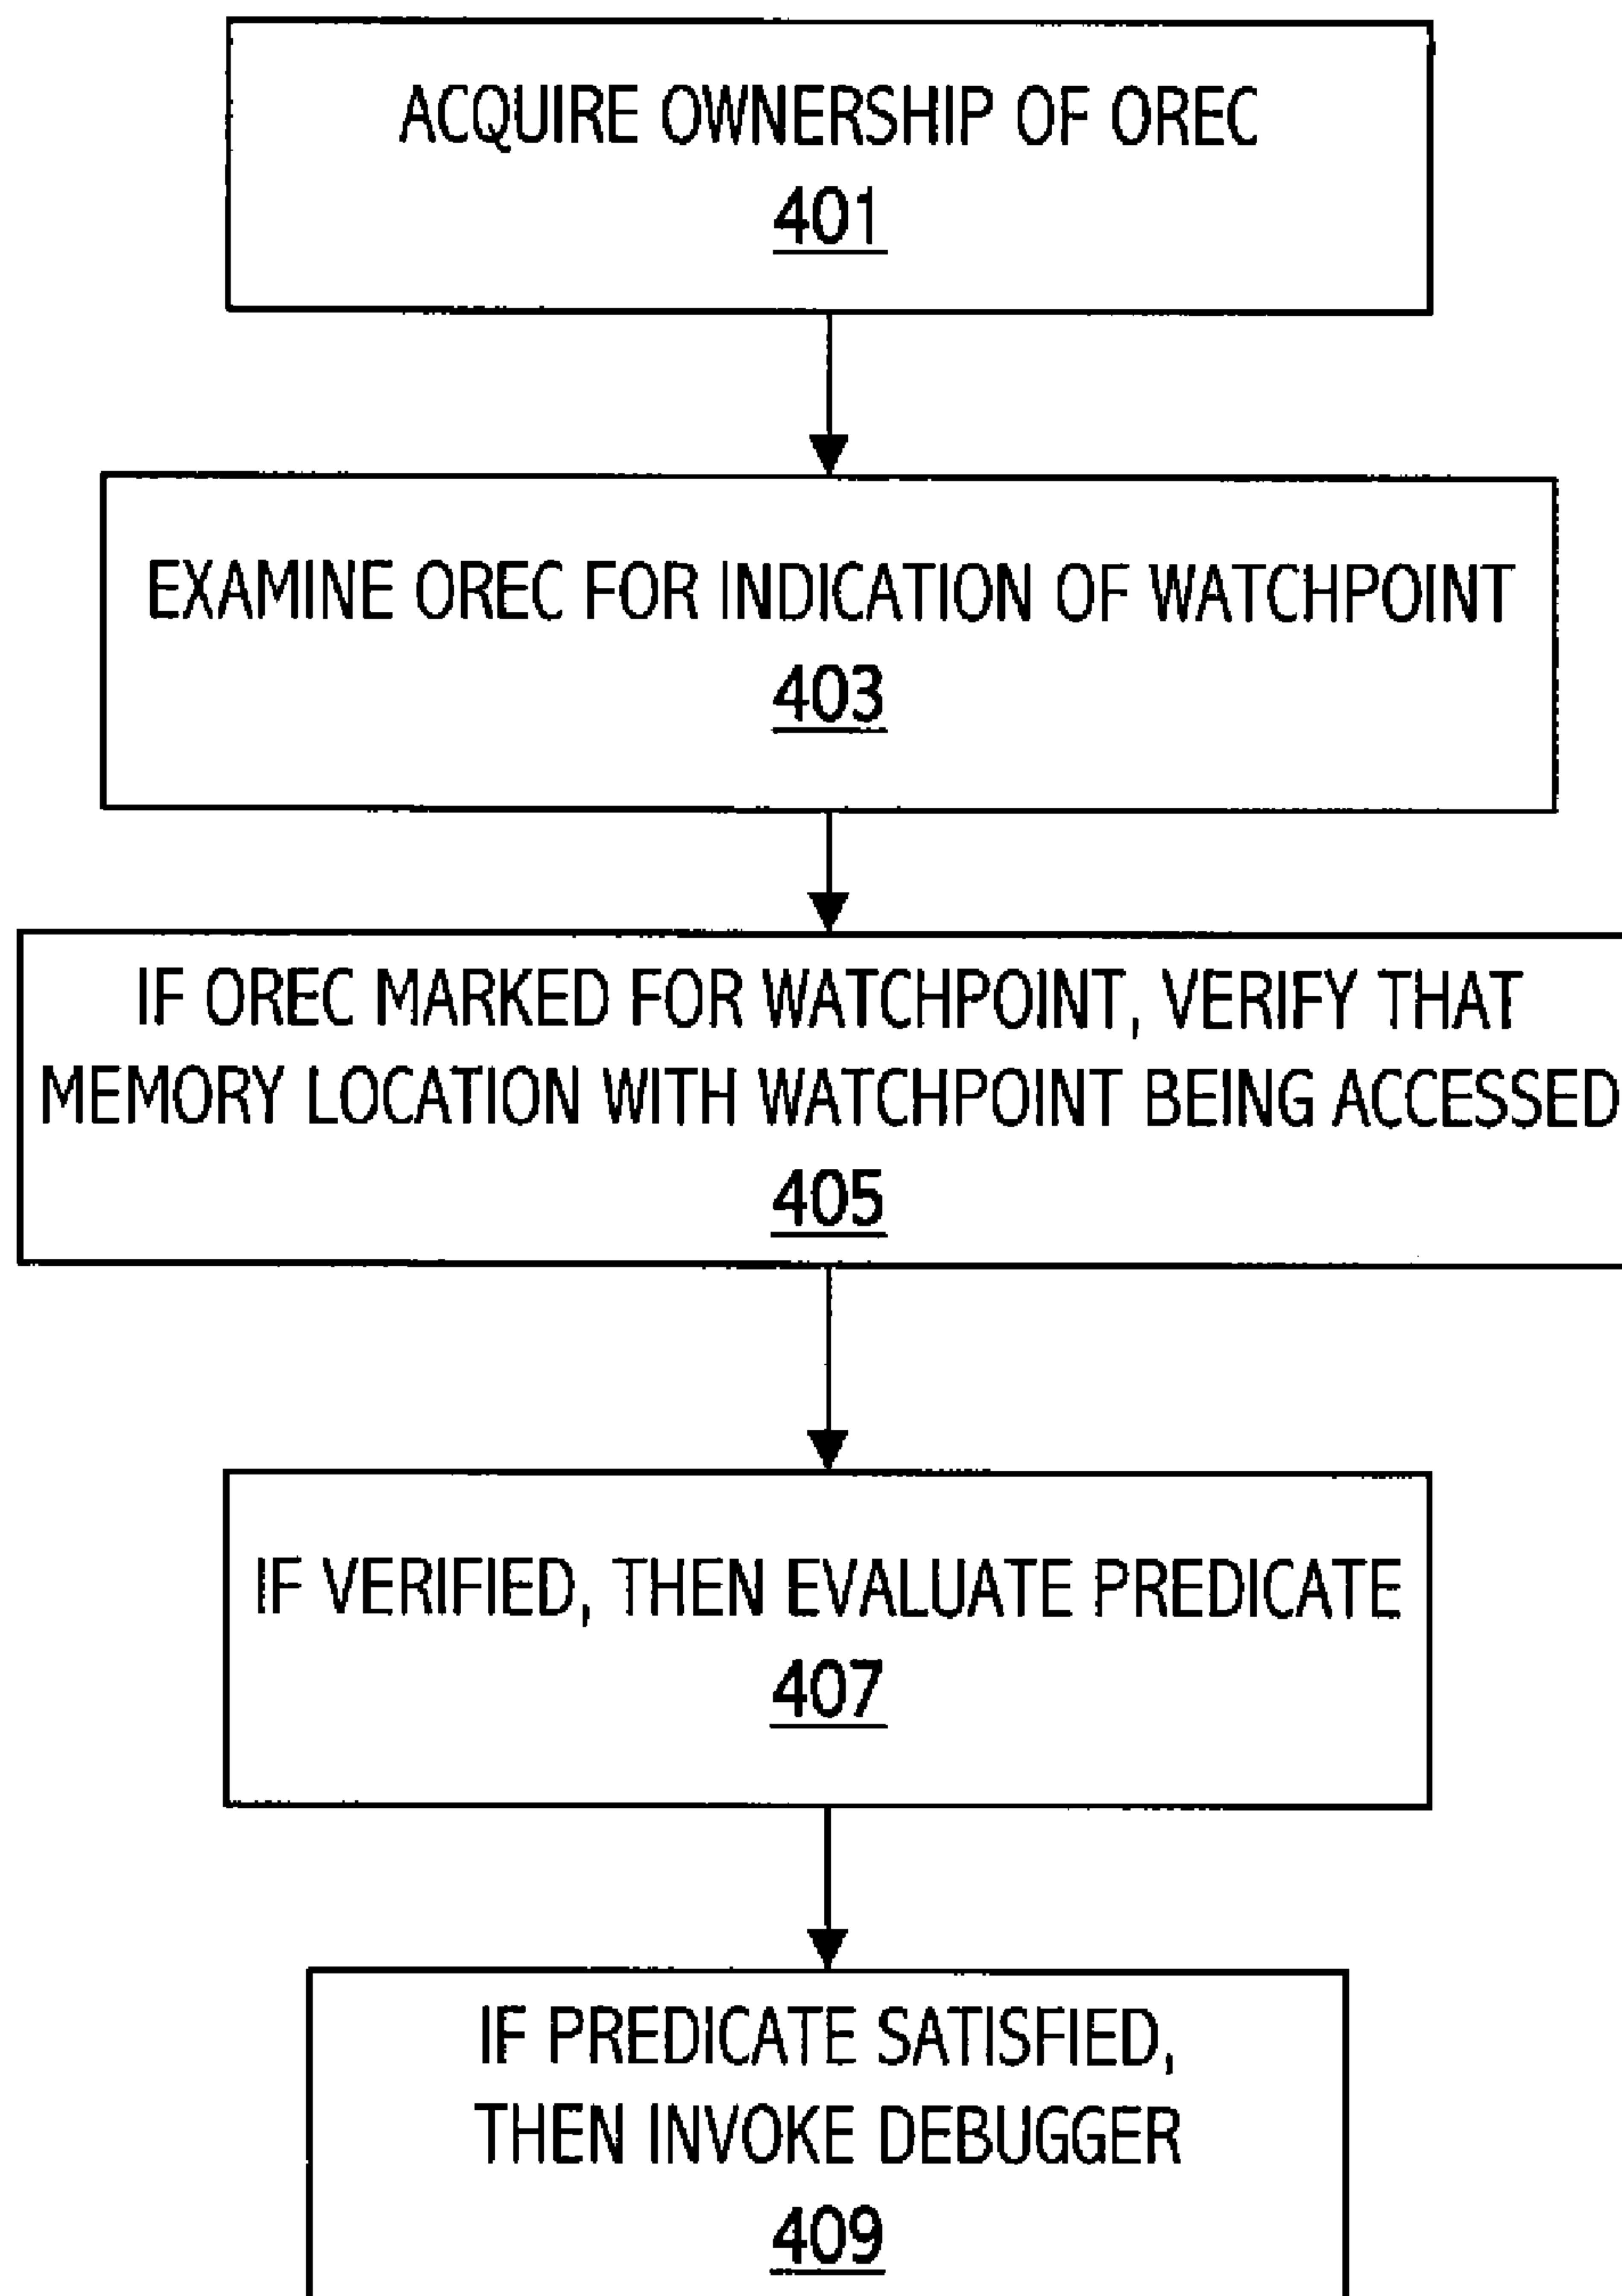 ACQUIRE OWNERSHIP OF OREC
401
EXAMINE OREC FOR INDICATION OF WATCHPOINT
403
IF OREC MARKED FOR WATCHPOINT, VERIFY THAT
MEMORY LOCATION WITH WATCHPOINT BEING ACCESSED
405
IF VERIFIED, THEN EVALUATE PREDICATE
407
IF PREDICATE SATISFIED,
THEN INVOKE DEBUGGER
409